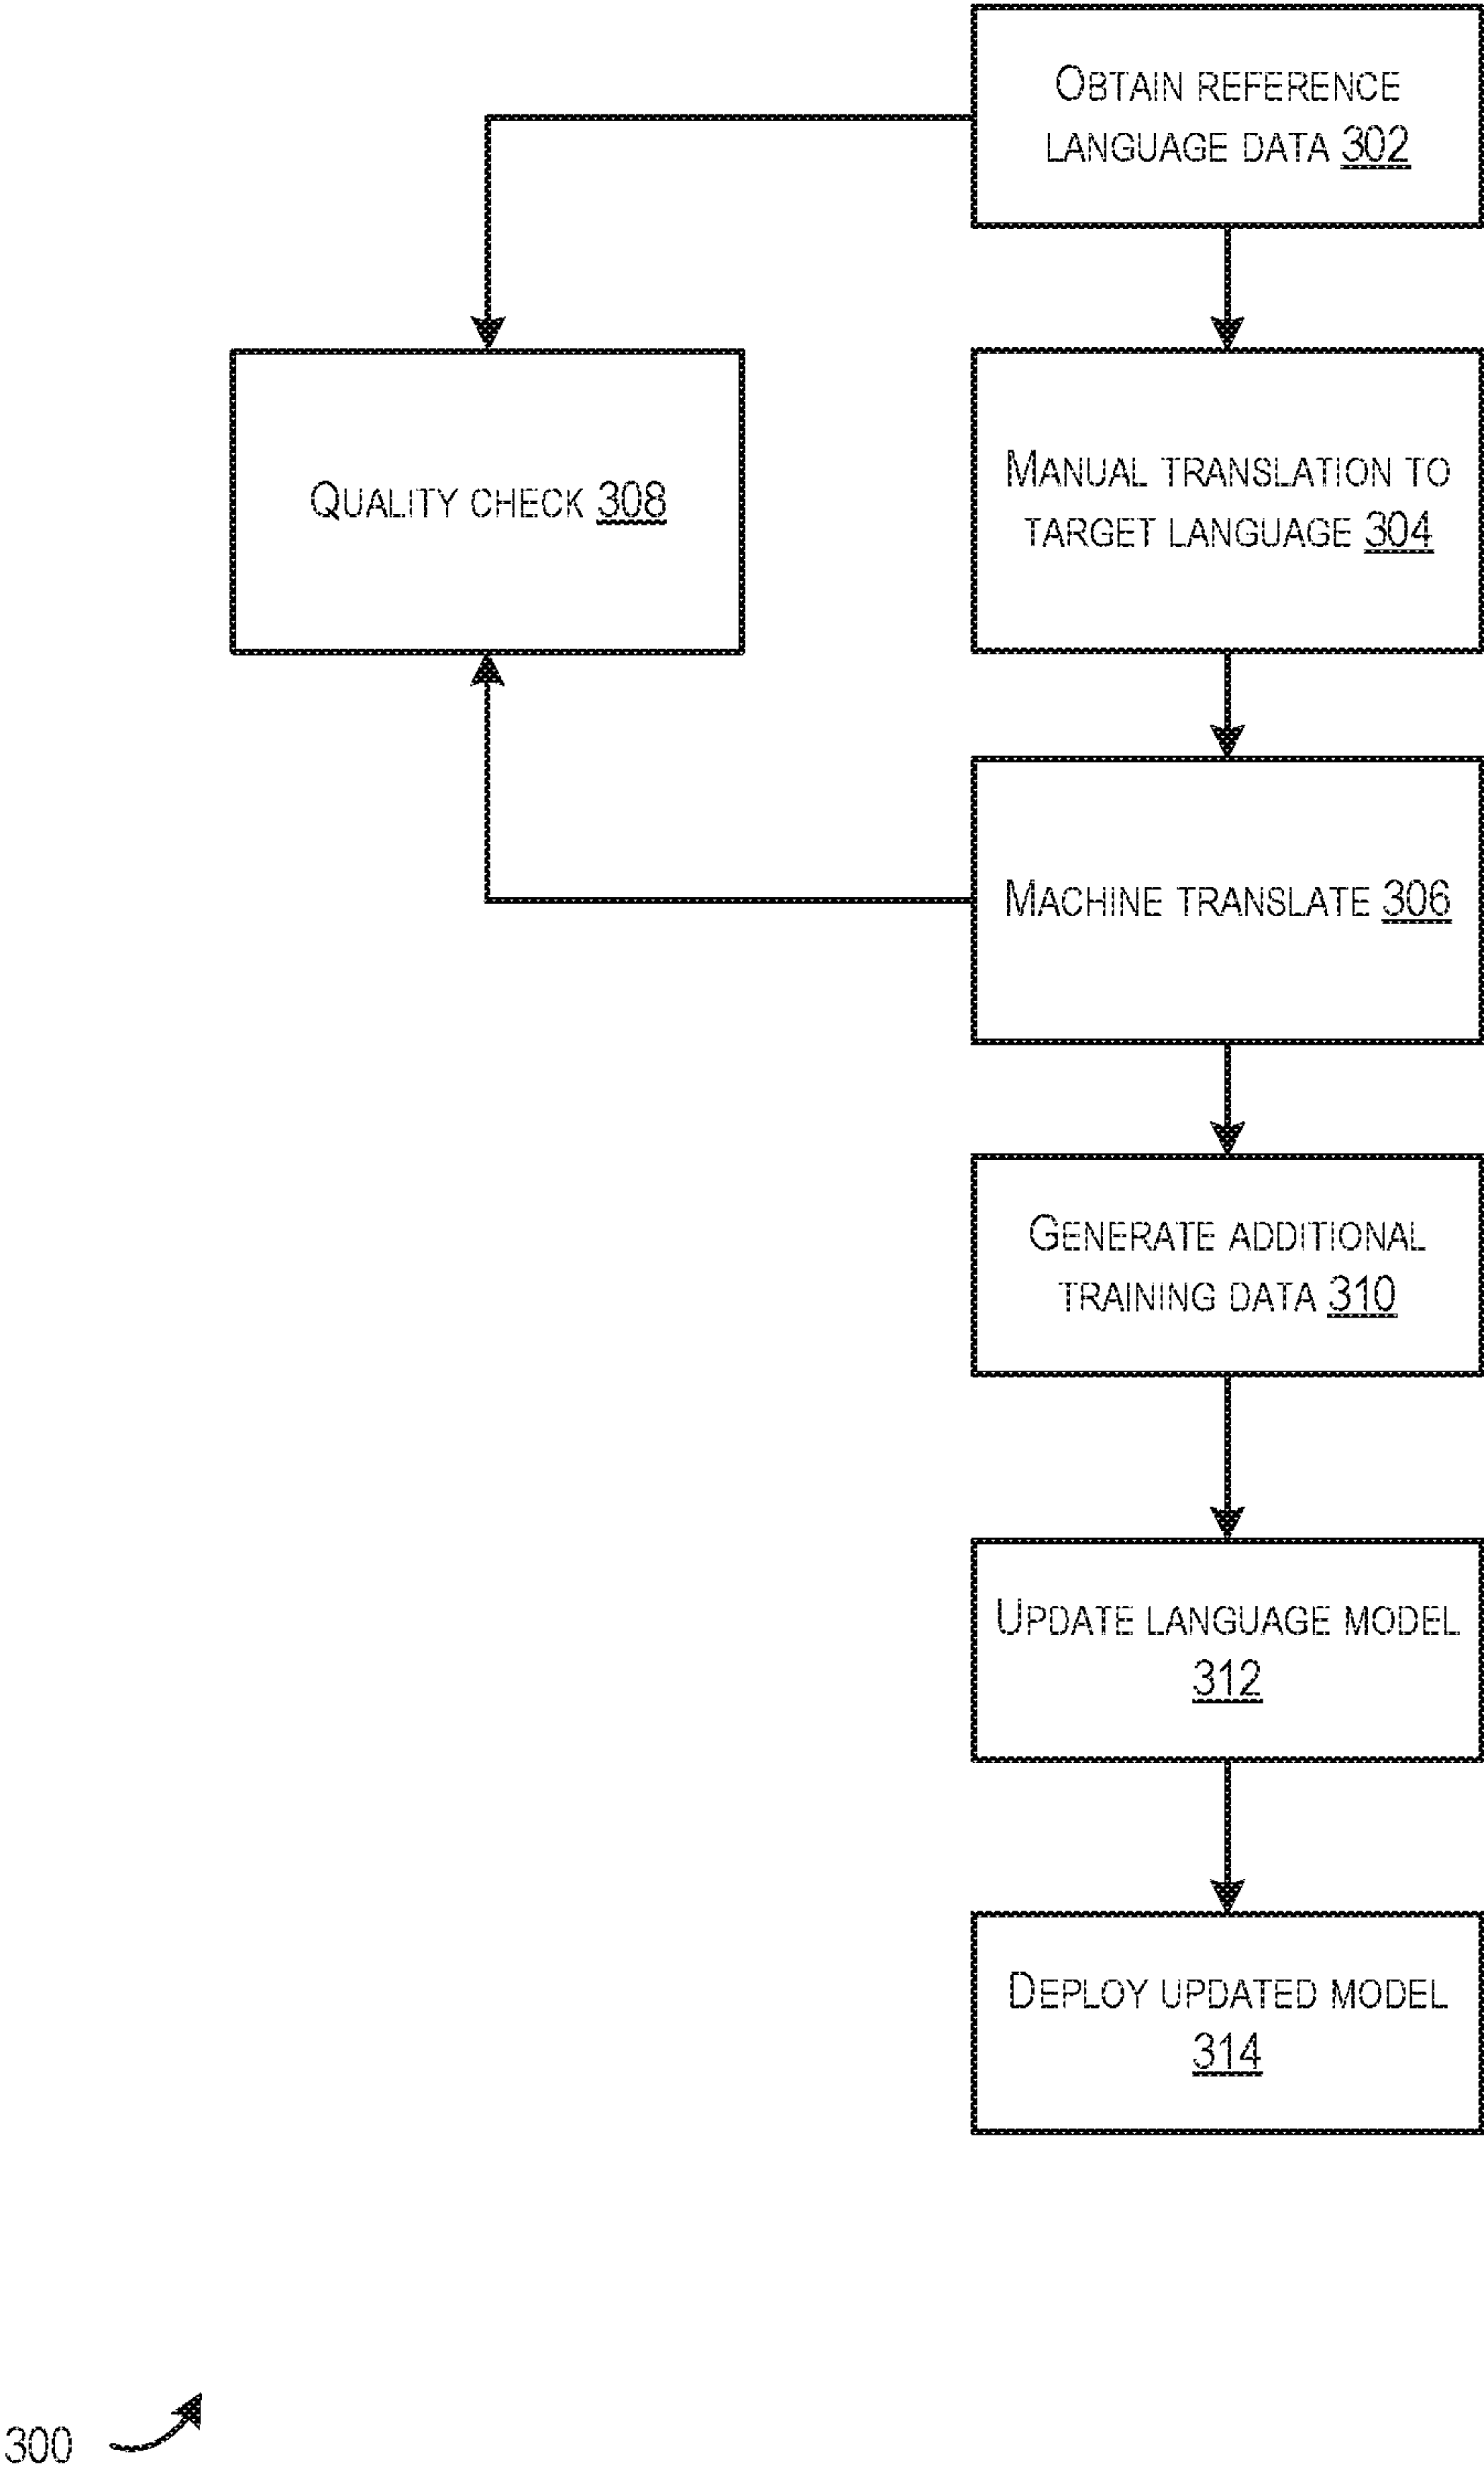 OBTAIN REFERENCE
LANGUAGE DATA 302
QUALITY CHECK 308
MANUAL TRANSLATION TO
TARGET LANGUAGE 304
MACHINE TRANSLATE 306
GENERATE ADDITIONAL
TRAINING DATA 310
UPDATE LANGUAGE MODEL
312
DEPLOY UPDATED MODEL
314
300